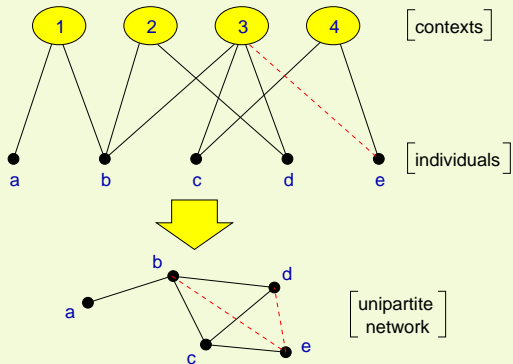 1 2 3 4 contexts
individuals
a b c d e
b d
a
unipartite
network
c e